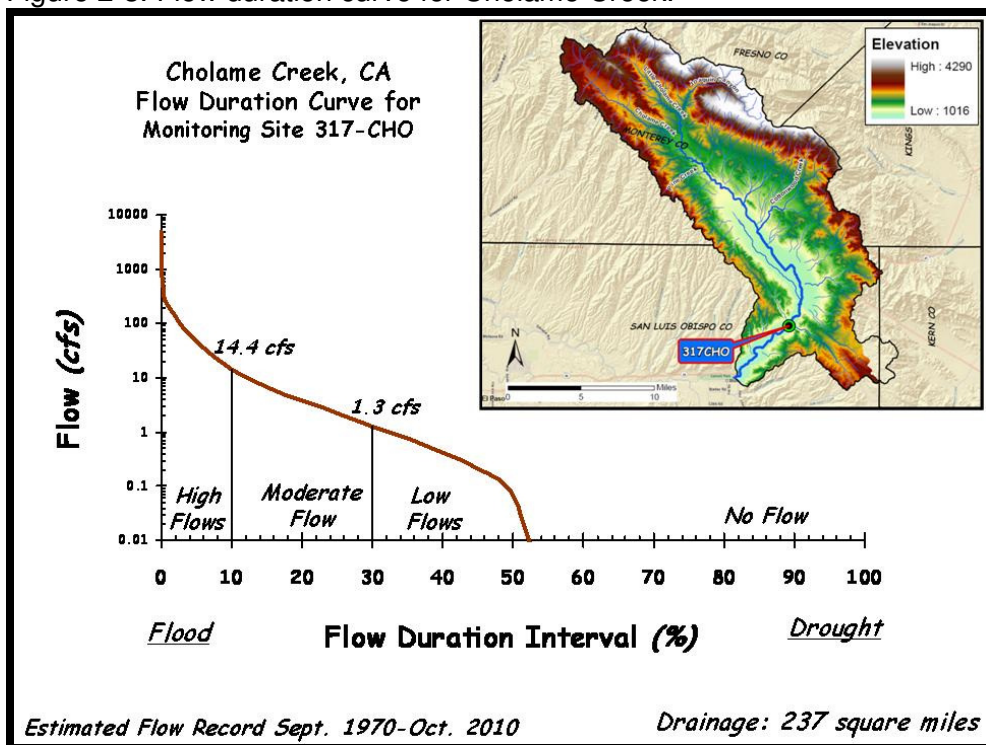 Figure 2-3. Flow duration curve for Cholame Creek.
Cholame Creek, CA
Flow Duration Curve for
Monitoring Site 317-CHO
FRESNO CO
Elevation
High : 4290
Low : 1016
KINGS
MONTEREY CO
Cholame Creek
SAN LUIS OBISPO CO
KERN CO
317CHO
N
Miles
0 5 10
El Paso
Flow (cfs)
10000
1000
100
10
1
0.1
0.01
14.4 cfs
1.3 cfs
High
Flows
Moderate
Flow
Low
Flows
No Flow
0 10 20 30 40 50 60 70 80 90 100
Flood
Flow Duration Interval (%)
Drought
Estimated Flow Record Sept. 1970-Oct. 2010
Drainage: 237 square miles